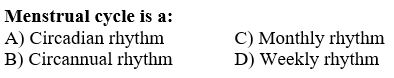 Menstrual cycle is a:
A) Circadian rhythm C) Monthly rhythm
B) Circannual rhythm D) Weekly rhythm